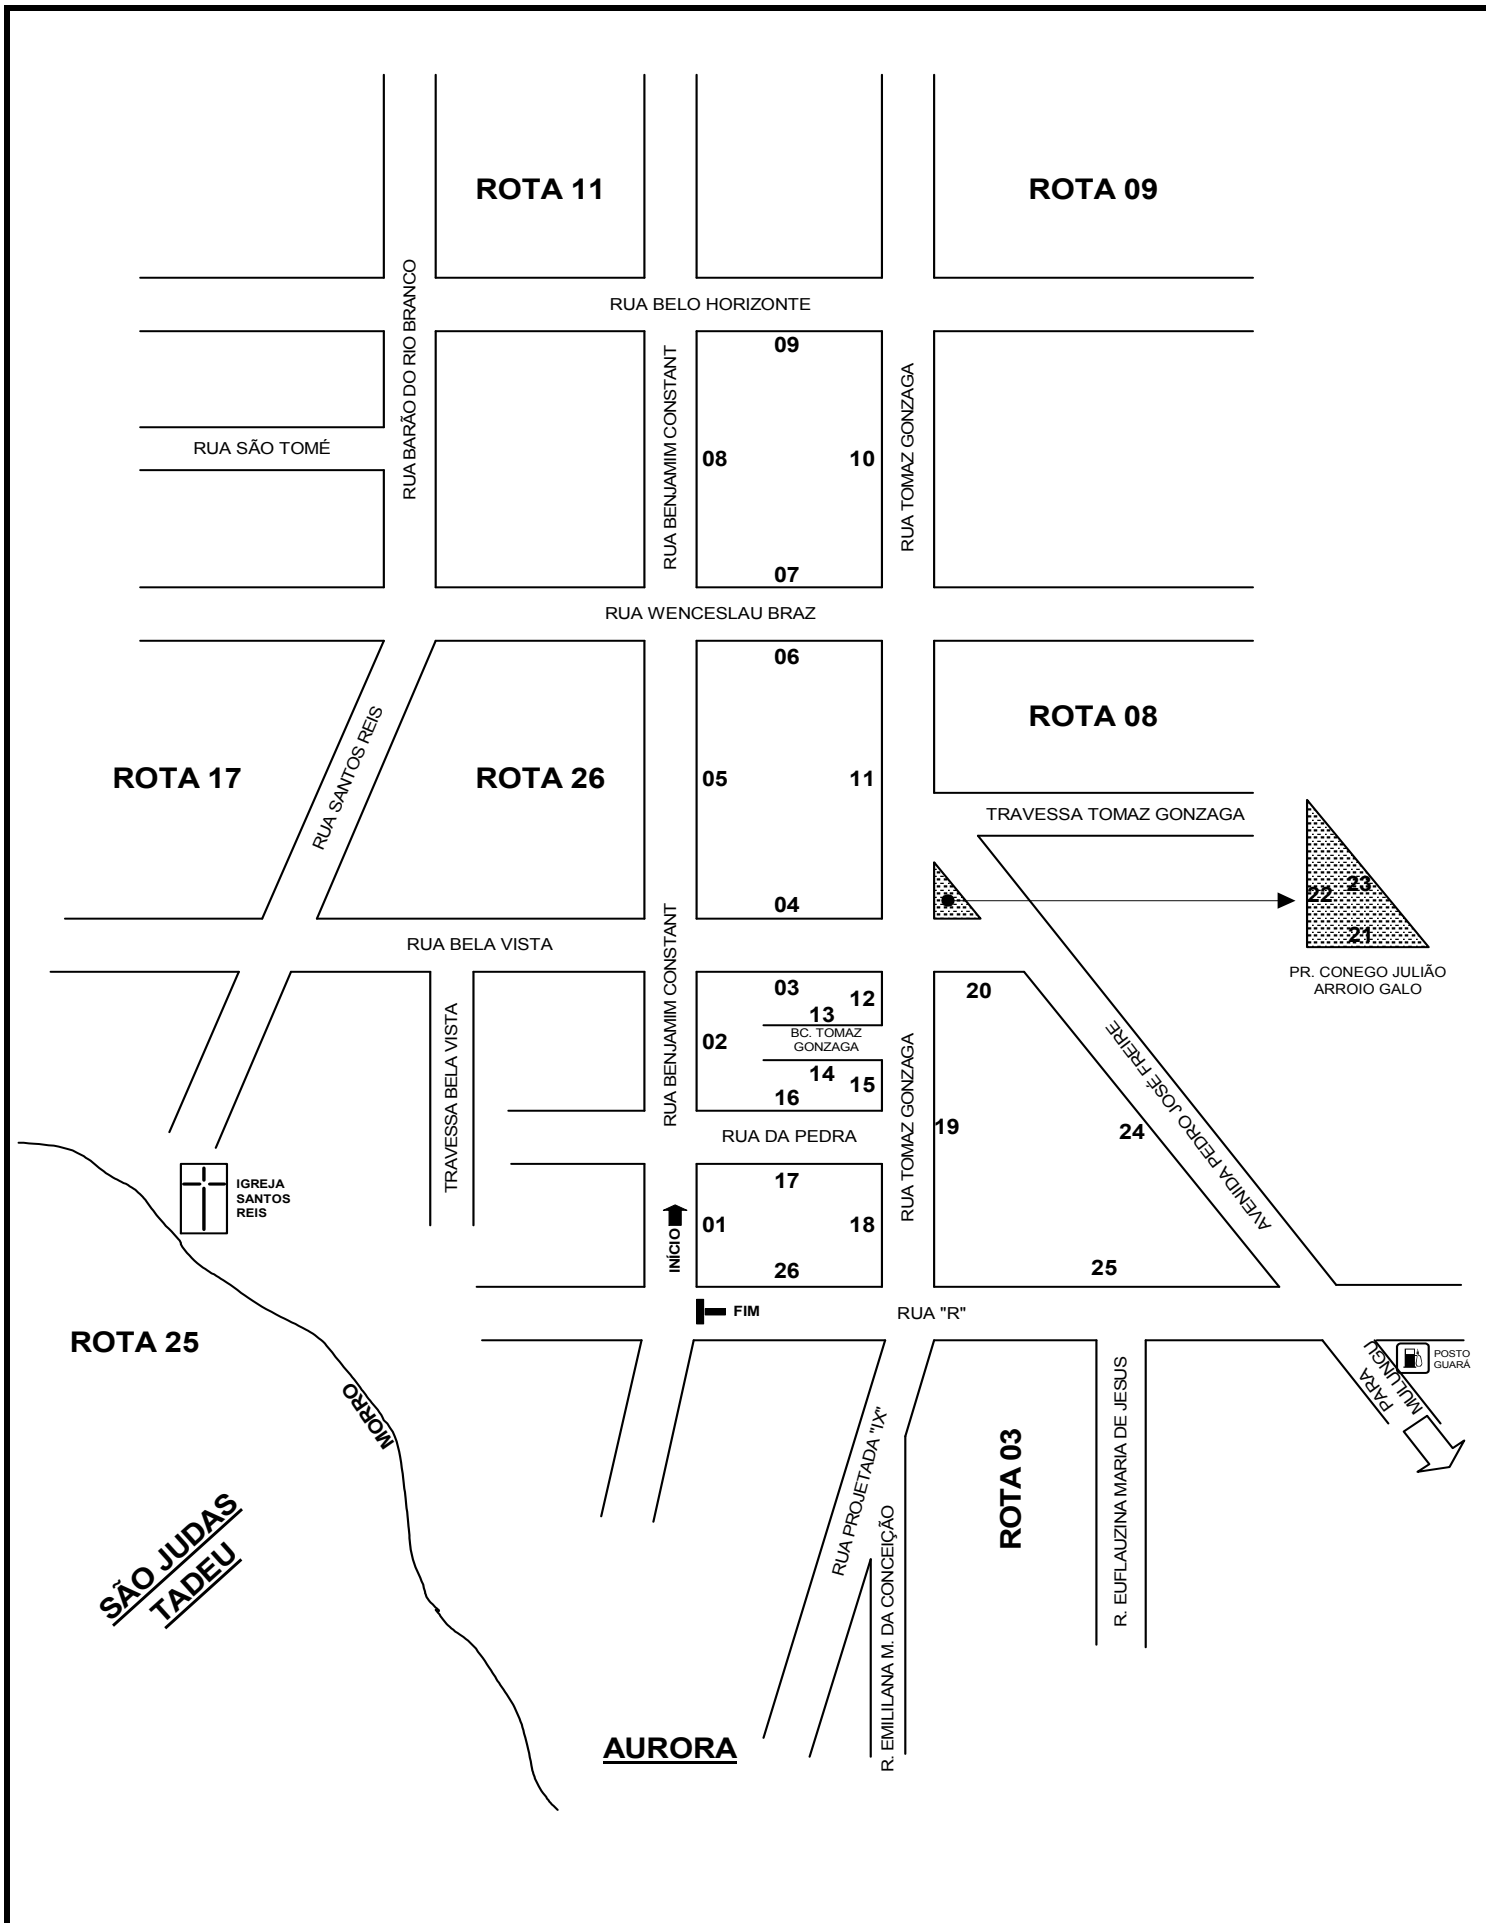 ROTA 11
ROTA 09
RUA BELO HORIZONTE
RUA BARÃO DO RIO BRANCO
09
RUA BENJAMIM CONSTANT
RUA TOMAZ GONZAGA
RUA SÃO TOMÉ
08
10
07
RUA WENCESLAU BRAZ
06
ROTA 08
ROTA 17
RUA SANTOS REIS
ROTA 26
05
11
TRAVESSA TOMAZ GONZAGA
23
22
21
04
RUA BELA VISTA
PR. CONEGO JULIÃO
ARROIO GALO
RUA BENJAMIM CONSTANT
03
12
20
13
BC. TOMAZ
GONZAGA
02
14
15
16
TRAVESSA BELA VISTA
RUA TOMAZ GONZAGA
AVENIDA PEDRO JOSÉ FREIRE
19
24
RUA DA PEDRA
IGREJA
SANTOS
REIS
17
INÍCIO
01
18
26
25
FIM
RUA "R"
ROTA 25
POSTO
GUARÁ
PARA
MULUNGU
MORRO
RUA PROJETADA "IX"
R. EMILILANA M. DA CONCEIÇÃO
ROTA 03
R. EUFLAUZINA MARIA DE JESUS
SÃO JUDAS
TADEU
AURORA